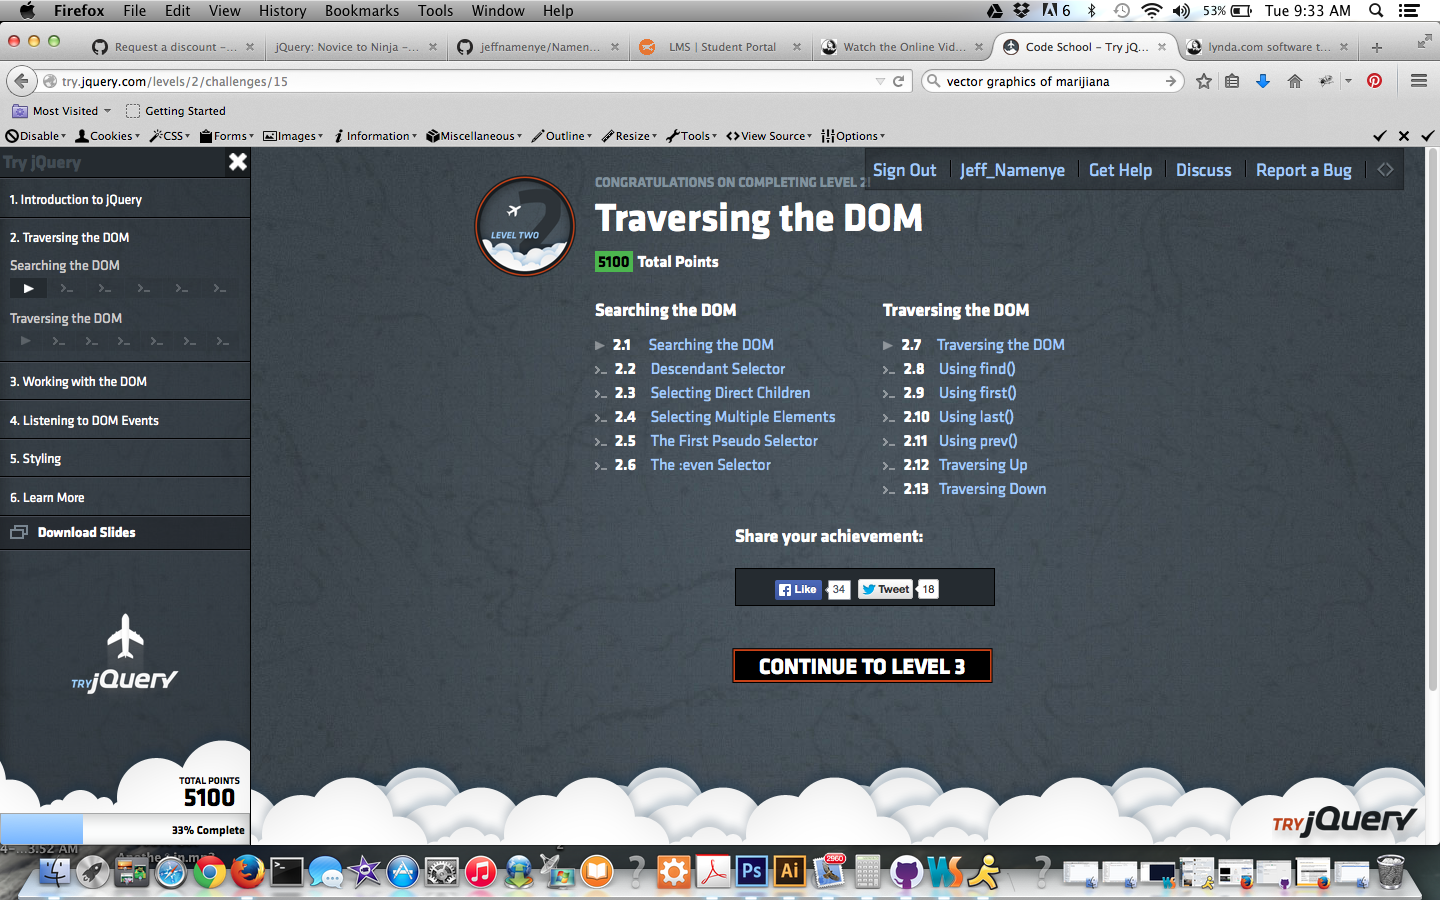 Firefox File Edit View History Bookmarks Tools Window Help 6 53% Tue 9:33 AM
Request a discount – ... jQuery: Novice to Ninja – ... jeffnamenye/Namen... LMS | Student Portal Watch the Online Vid... Code School – Try jQ... lynda.com software t...
try.jquery.com/levels/2/challenges/15 vector graphics of marijiana
Most Visited Getting Started
Disable Cookies CSS Forms Images Information Miscellaneous Outline Resize Tools View Source Options
Try jQuery
1. Introduction to jQuery
2. Traversing the DOM
Searching the DOM
Traversing the DOM
3. Working with the DOM
4. Listening to DOM Events
5. Styling
6. Learn More
Download Slides
TRY jQuery
TOTAL POINTS
5100
33% Complete
Sign Out Jeff_Namenye Get Help Discuss Report a Bug
LEVEL TWO
2
CONGRATULATIONS ON COMPLETING LEVEL 2!
Traversing the DOM
5100 Total Points
Searching the DOM
2.1 Searching the DOM
2.2 Descendant Selector
2.3 Selecting Direct Children
2.4 Selecting Multiple Elements
2.5 The First Pseudo Selector
2.6 The :even Selector
Traversing the DOM
2.7 Traversing the DOM
2.8 Using find()
2.9 Using first()
2.10 Using last()
2.11 Using prev()
2.12 Traversing Up
2.13 Traversing Down
Share your achievement:
Like 34 Tweet 18
CONTINUE TO LEVEL 3
TRY jQuery
3:52 AM
2960
Ps Ai WS